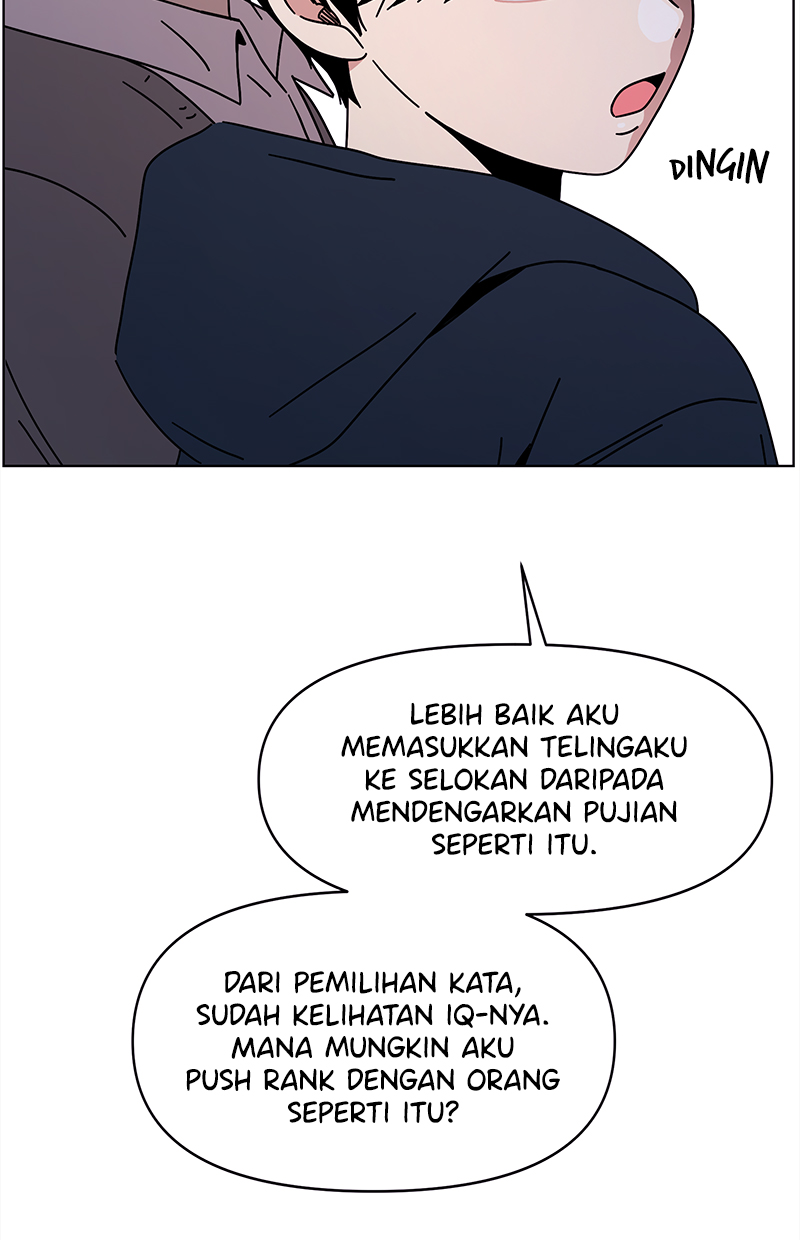 DINGIN
LEBIH BAIK AKU
MEMASUKKAN TELINGAKU
KE SELOKAN DARIPADA
MENDENGARKAN PUJIAN
SEPERTI ITU.
DARI PEMILIHAN KATA,
SUDAH KELIHATAN IQ-NYA.
MANA MUNGKIN AKU
PUSH RANK DENGAN ORANG
SEPERTI ITU?